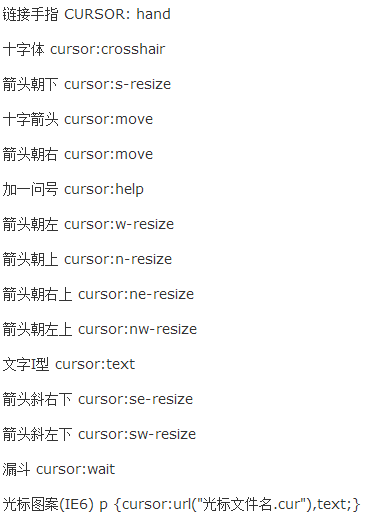 链接手指 CURSOR: hand
十字体 cursor:crosshair
箭头朝下 cursor:s-resize
十字箭头 cursor:move
箭头朝右 cursor:move
加一问号 cursor:help
箭头朝左 cursor:w-resize
箭头朝上 cursor:n-resize
箭头朝右上 cursor:ne-resize
箭头朝左上 cursor:nw-resize
文字I型 cursor:text
箭头斜右下 cursor:se-resize
箭头斜左下 cursor:sw-resize
漏斗 cursor:wait
光标图案(IE6) p {cursor:url("光标文件名.cur"),text;}